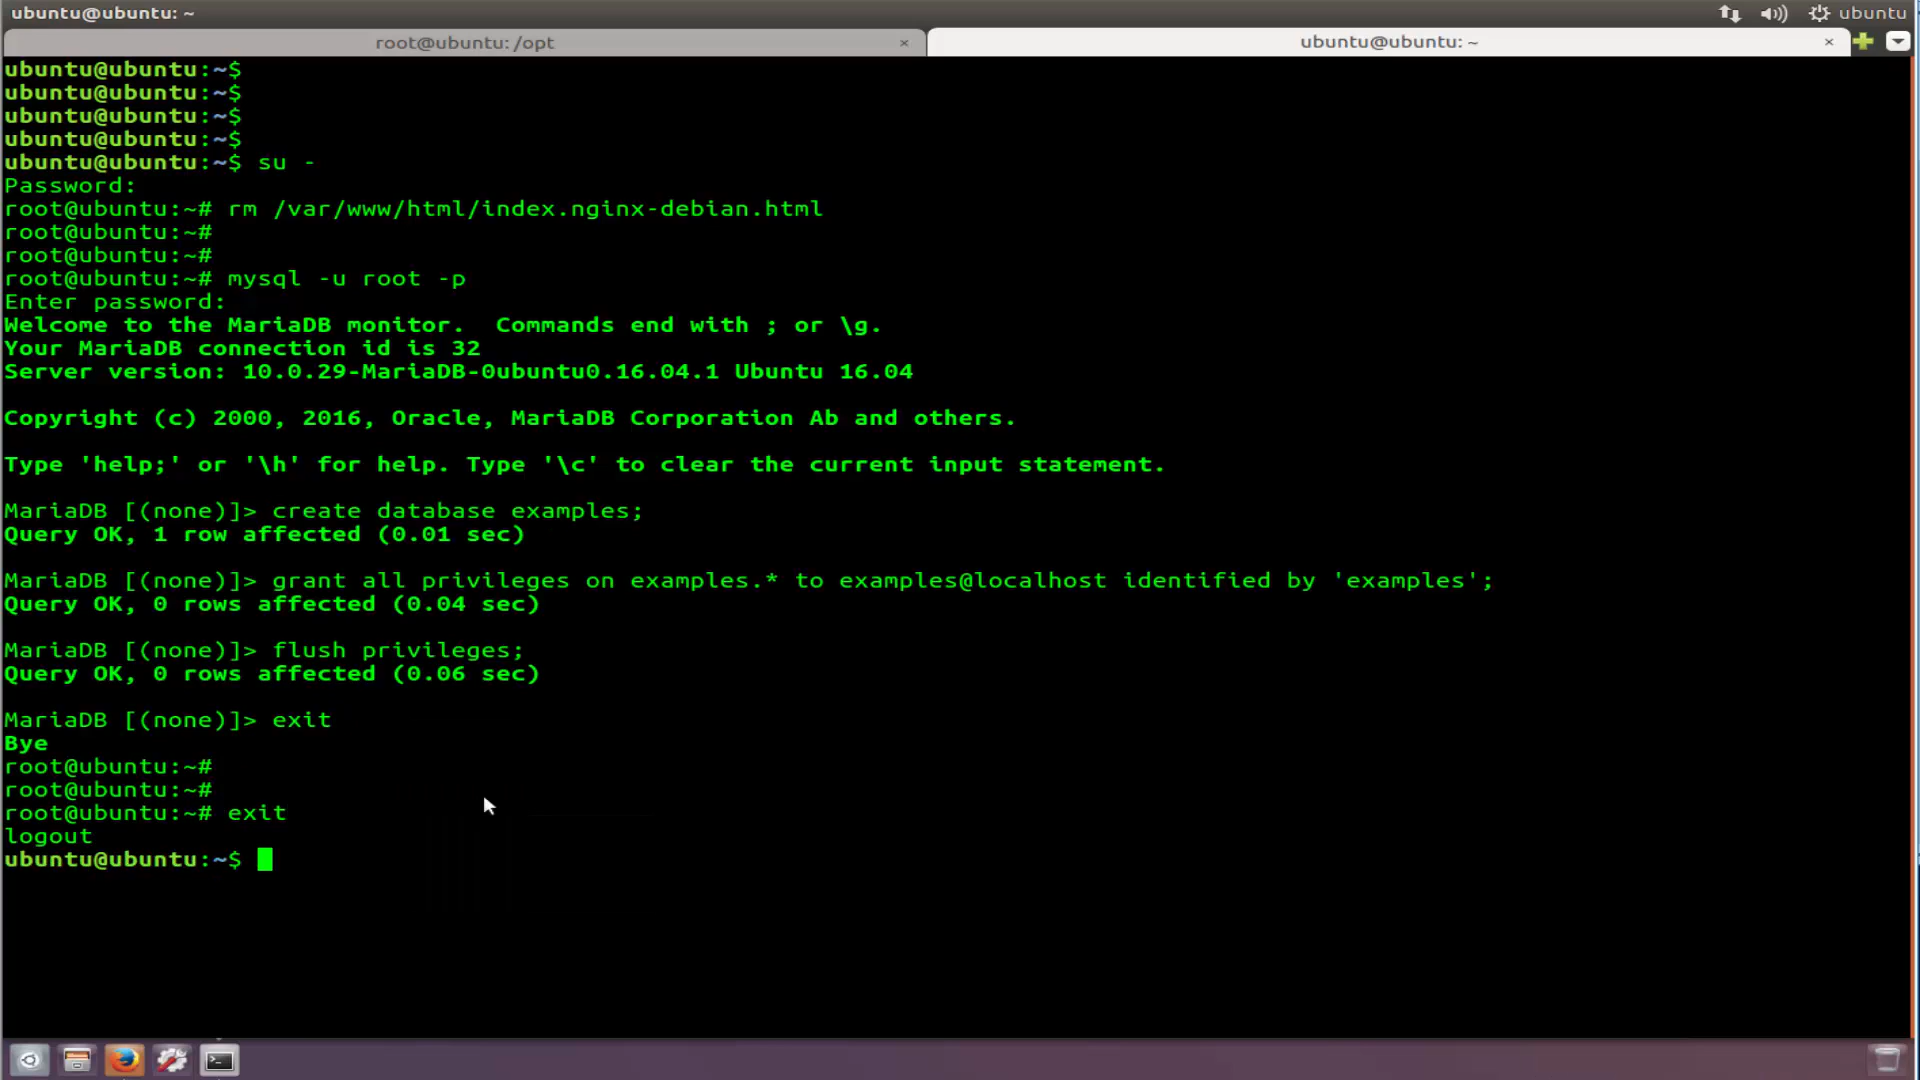 ubuntu@ubuntu: ~
ubuntu
root@ubuntu: /opt
ubuntu@ubuntu: ~
ubuntu@ubuntu:~$
ubuntu@ubuntu:~$
ubuntu@ubuntu:~$
ubuntu@ubuntu:~$
ubuntu@ubuntu:~$ su -
Password:
root@ubuntu:~# rm /var/www/html/index.nginx-debian.html
root@ubuntu:~#
root@ubuntu:~#
root@ubuntu:~# mysql -u root -p
Enter password:
Welcome to the MariaDB monitor.  Commands end with ; or \g.
Your MariaDB connection id is 32
Server version: 10.0.29-MariaDB-0ubuntu0.16.04.1 Ubuntu 16.04
Copyright (c) 2000, 2016, Oracle, MariaDB Corporation Ab and others.
Type 'help;' or '\h' for help. Type '\c' to clear the current input statement.
MariaDB [(none)]> create database examples;
Query OK, 1 row affected (0.01 sec)
MariaDB [(none)]> grant all privileges on examples.* to examples@localhost identified by 'examples';
Query OK, 0 rows affected (0.04 sec)
MariaDB [(none)]> flush privileges;
Query OK, 0 rows affected (0.06 sec)
MariaDB [(none)]> exit
Bye
root@ubuntu:~#
root@ubuntu:~#
root@ubuntu:~# exit
logout
ubuntu@ubuntu:~$